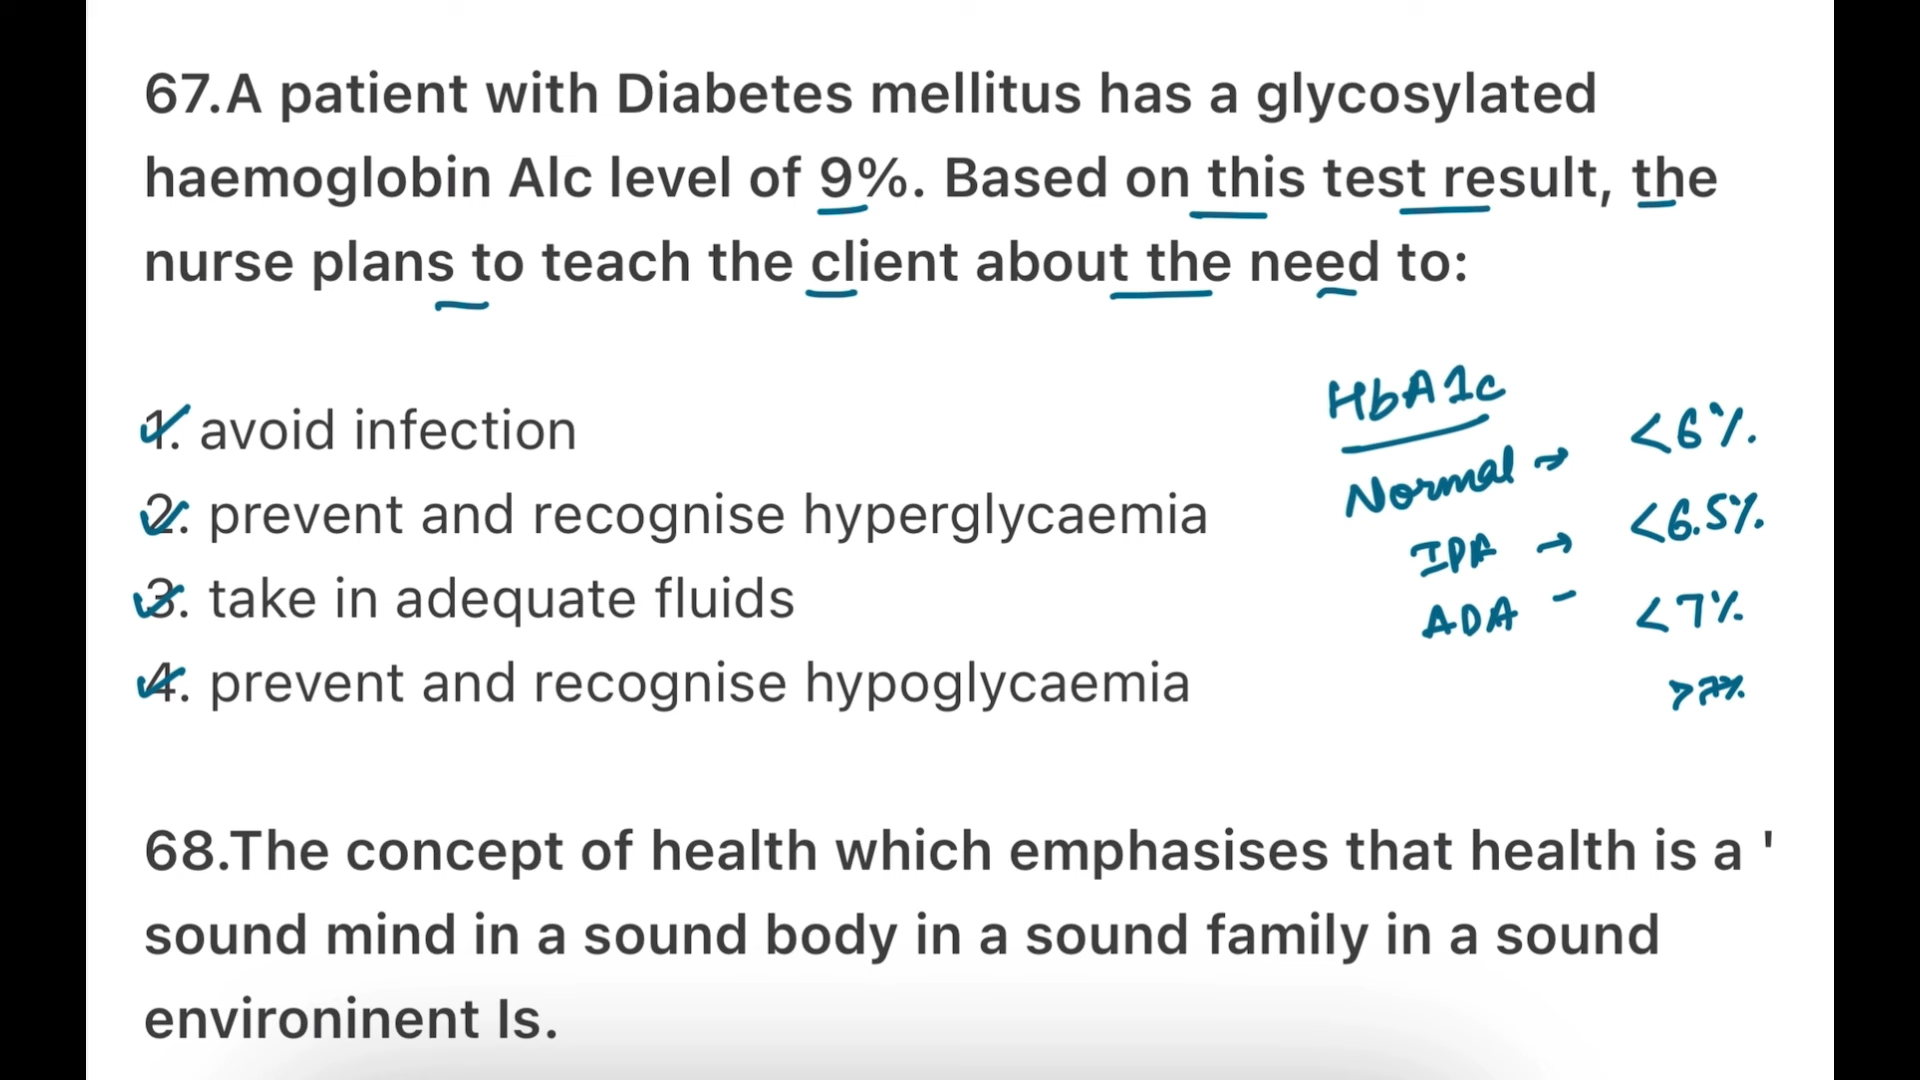 67.A patient with Diabetes mellitus has a glycosylated
haemoglobin Alc level of 9%. Based on this test result, the
nurse plans to teach the client about the need to:
1. avoid infection
2. prevent and recognise hyperglycaemia
3. take in adequate fluids
4. prevent and recognise hypoglycaemia
HbA1c
Normal → <6%.
IDA → <6.5%.
ADA - <7%
>7%.
68.The concept of health which emphasises that health is a '
sound mind in a sound body in a sound family in a sound
environinent Is.